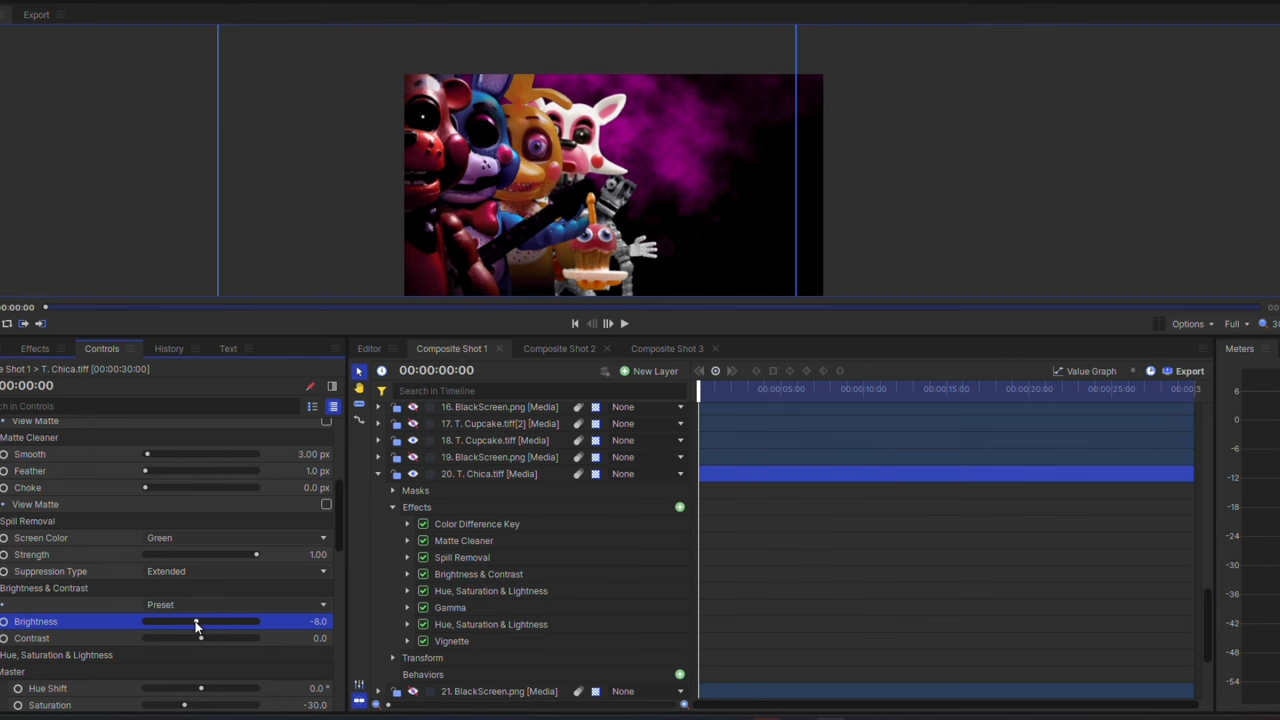 Export
00:00:00
00
Options Full 30
Effects Controls History Text
e Shot 1 > T. Chica.tiff [00:00:30:00]
00:00:00
ch in Controls
View Matte
Matte Cleaner
Smooth 3.00 px
Feather 1.0 px
Choke 0.0 px
View Matte
Spill Removal
Screen Color Green
Strength 1.00
Suppression Type Extended
Brightness & Contrast
Preset
Brightness -8.0
Contrast 0.0
Hue, Saturation & Lightness
Master
Hue Shift 0.0 °
Saturation -30.0
Editor Composite Shot 1 Composite Shot 2 Composite Shot 3
00:00:00:00 New Layer Value Graph Export
Search in Timeline
00:00:05:00 00:00:10:00 00:00:15:00 00:00:20:00 00:00:25:00 00:00:3
16. BlackScreen.png [Media] None
17. T. Cupcake.tiff[2] [Media] None
18. T. Cupcake.tiff [Media] None
19. BlackScreen.png [Media] None
20. T. Chica.tiff [Media] None
Masks
Effects
Color Difference Key
Matte Cleaner
Spill Removal
Brightness & Contrast
Hue, Saturation & Lightness
Gamma
Hue, Saturation & Lightness
Vignette
Transform
Behaviors
21. BlackScreen.png [Media] None
Meters
6
0
-6
-12
-18
-24
-30
-36
-42
-48
-54